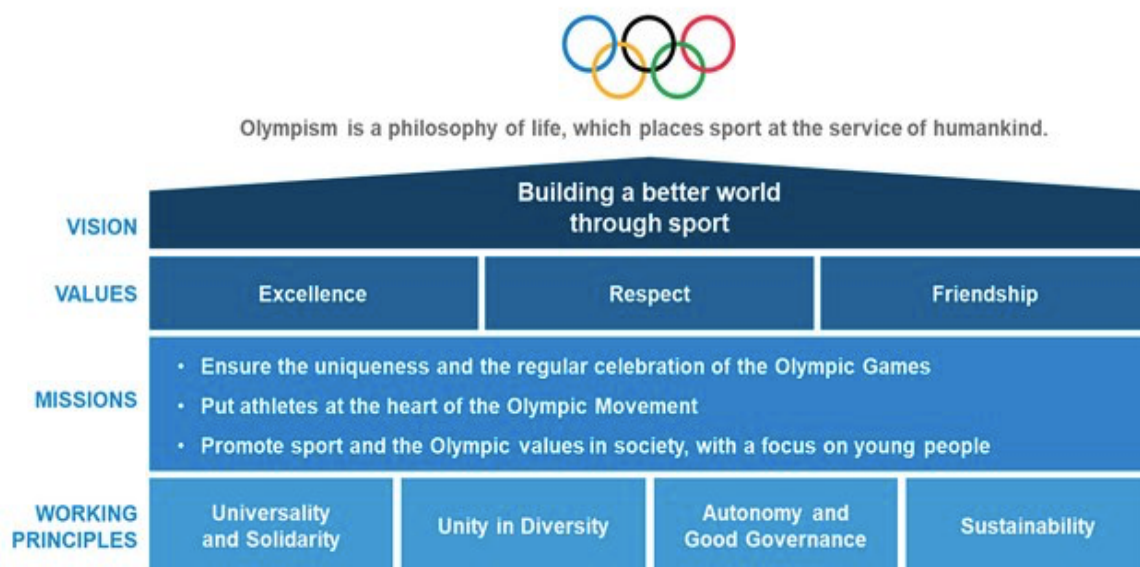 Olympism is a philosophy of life, which places sport at the service of humankind.
VISION
Building a better world
through sport
VALUES
Excellence
Respect
Friendship
MISSIONS
• Ensure the uniqueness and the regular celebration of the Olympic Games
• Put athletes at the heart of the Olympic Movement
• Promote sport and the Olympic values in society, with a focus on young people
WORKING
PRINCIPLES
Universality
and Solidarity
Unity in Diversity
Autonomy and
Good Governance
Sustainability